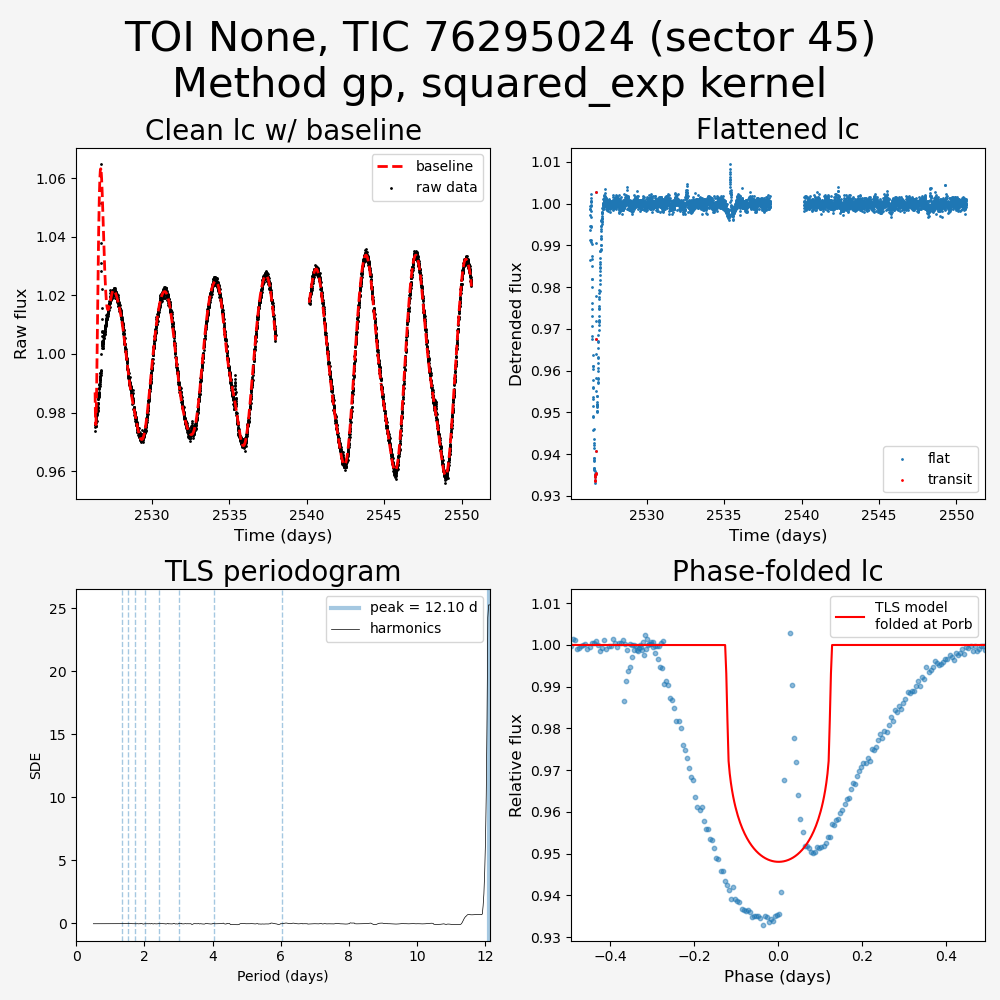 TOI None, TIC 76295024 (sector 45)
Method gp, squared_exp kernel
Clean lc w/ baseline
baseline
raw data
Raw flux
1.06
1.04
1.02
1.00
0.98
0.96
2530
2535
2540
2545
2550
Time (days)
Flattened lc
flat
transit
Detrended flux
1.01
1.00
0.99
0.98
0.97
0.96
0.95
0.94
0.93
2530
2535
2540
2545
2550
Time (days)
TLS periodogram
peak = 12.10 d
harmonics
SDE
25
20
15
10
5
0
0
2
4
6
8
10
12
Period (days)
Phase-folded lc
TLS model
folded at Porb
Relative flux
1.01
1.00
0.99
0.98
0.97
0.96
0.95
0.94
0.93
−0.4
−0.2
0.0
0.2
0.4
Phase (days)